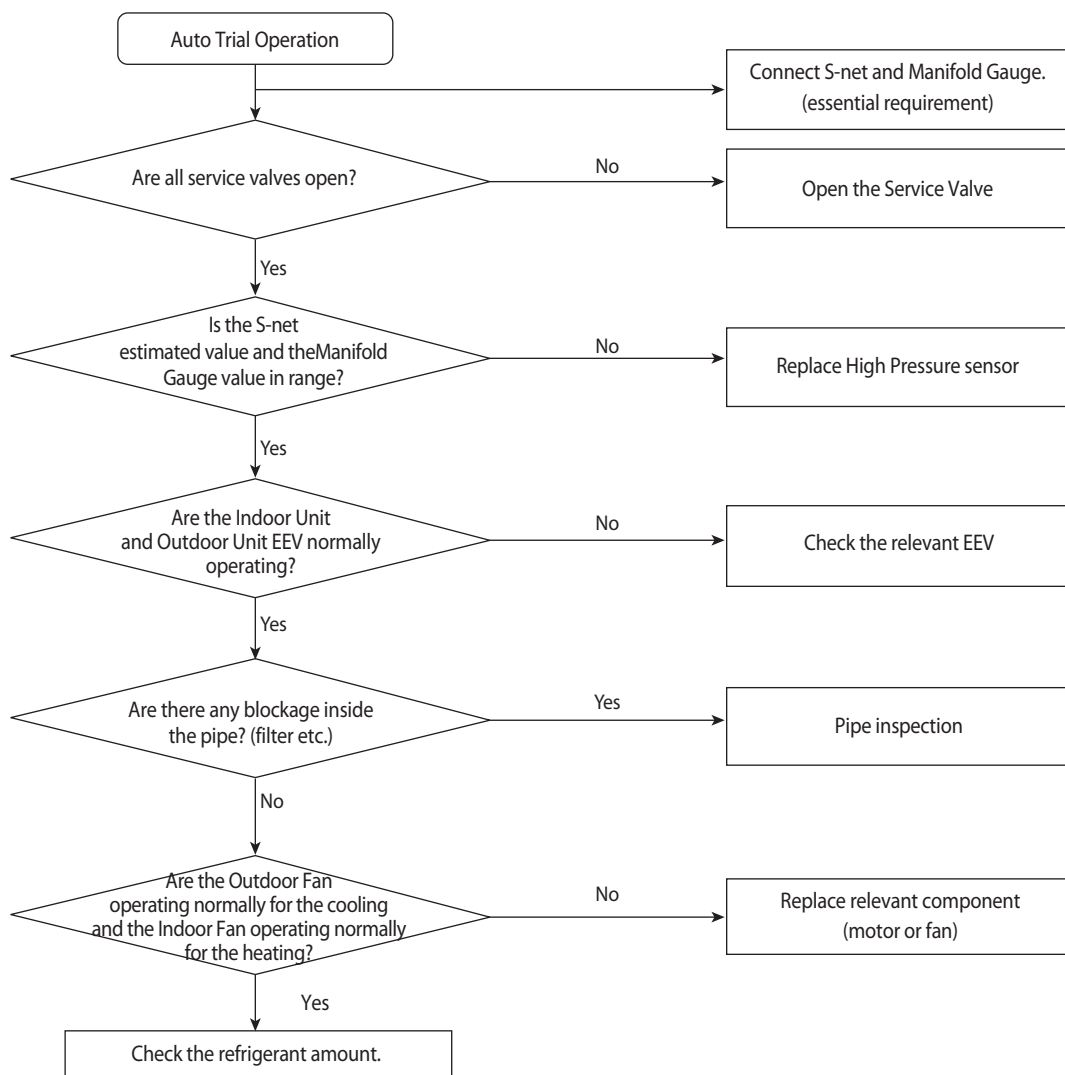 Auto Trial Operation
Connect S-net and Manifold Gauge.
(essential requirement)
Are all service valves open?
No
Open the Service Valve
Yes
Is the S-net
estimated value and theManifold
Gauge value in range?
No
Replace High Pressure sensor
Yes
Are the Indoor Unit
and Outdoor Unit EEV normally
operating?
No
Check the relevant EEV
Yes
Are there any blockage inside
the pipe? (filter etc.)
Yes
Pipe inspection
No
Are the Outdoor Fan
operating normally for the cooling
and the Indoor Fan operating normally
for the heating?
No
Replace relevant component
(motor or fan)
Yes
Check the refrigerant amount.